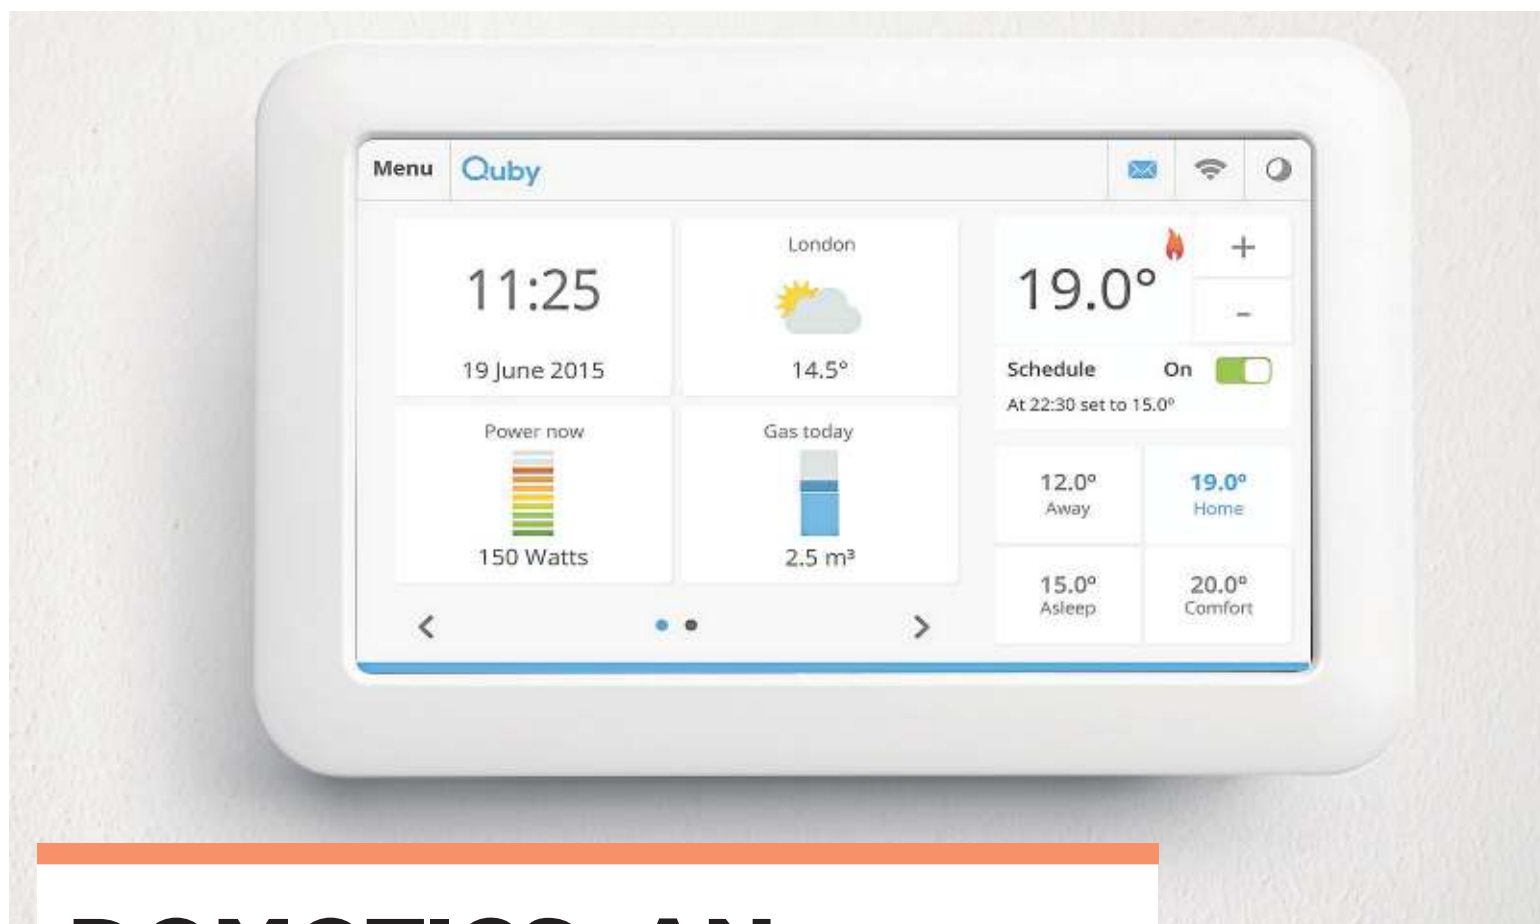 Menu
Quby
11:25
19 June 2015
London
14.5°
Power now
150 Watts
Gas today
2.5 m³
19.0°
+
-
Schedule On
At 22:30 set to 15.0°
12.0°
Away
19.0°
Home
15.0°
Asleep
20.0°
Comfort
DOMOTICS: AN